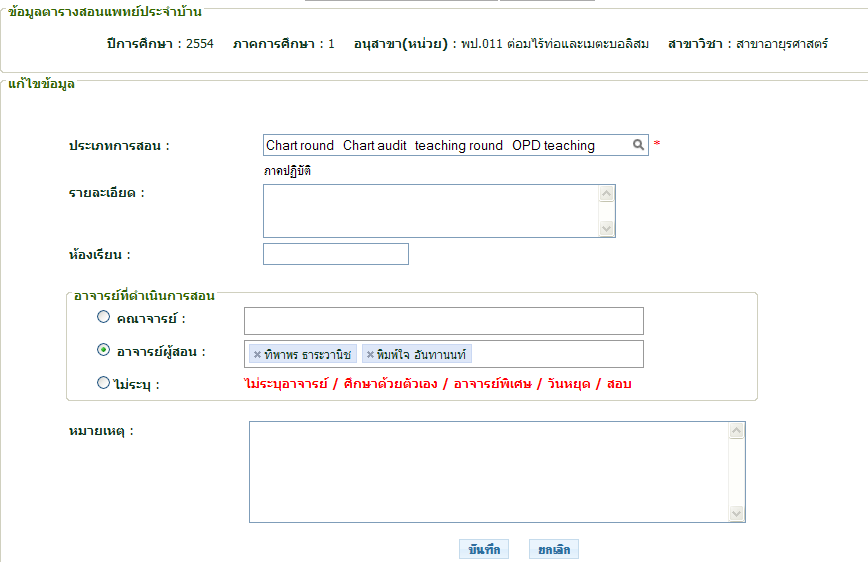 ข้อมูลตารางสอนแพทย์ประจำบ้าน
ปีการศึกษา : 2554 ภาคการศึกษา : 1 อนุสาขา(หน่วย) : พป.011 ต่อมไร้ท่อและเมตะบอลิสม สาขาวิชา : สาขาอายุรศาสตร์
แก้ไขข้อมูล
ประเภทการสอน : Chart round Chart audit teaching round OPD teaching *
ภาคปฏิบัติ
รายละเอียด :
ห้องเรียน :
อาจารย์ที่ดำเนินการสอน
คณาจารย์ :
อาจารย์ผู้สอน : × ทิพาพร ธาระวานิช × พิมพ์ใจ อันทานนท์
ไม่ระบุ : ไม่ระบุอาจารย์ / ศึกษาด้วยตัวเอง / อาจารย์พิเศษ / วันหยุด / สอบ
หมายเหตุ :
บันทึก ยกเลิก